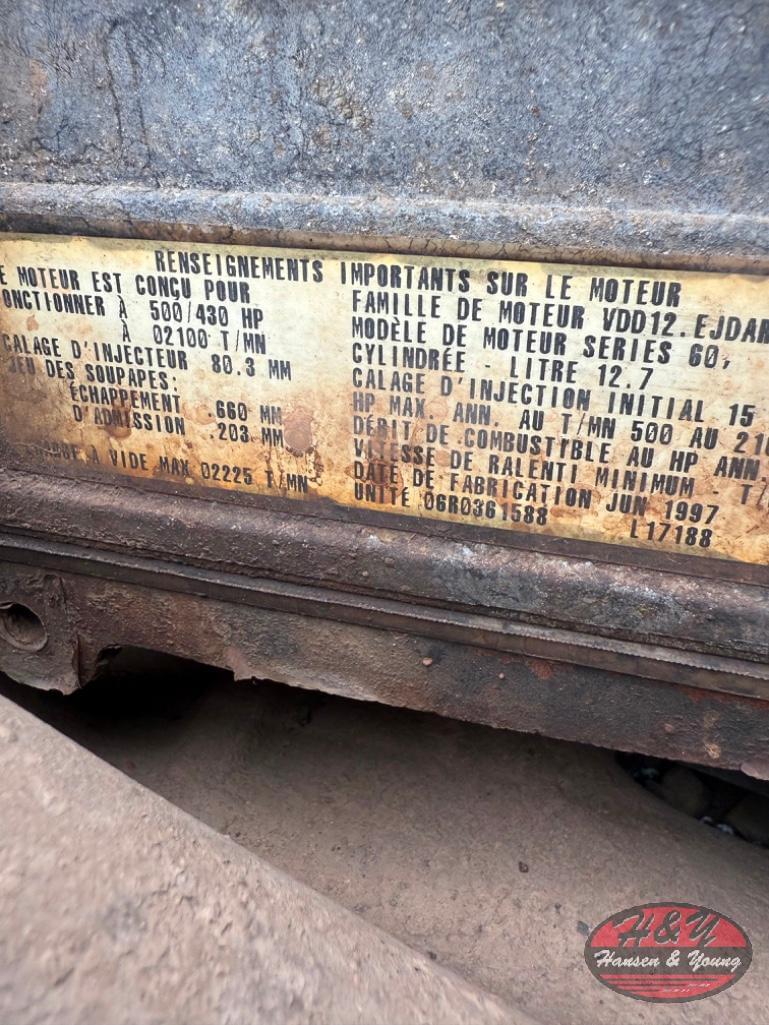 RENSEIGNEMENTS IMPORTANTS SUR LE MOTEUR
E MOTEUR EST CONÇU POUR
ONCTIONNER À 500/430 HP
À 02100 T/MN
CALAGE D'INJECTEUR 80.3 MM
JEU DES SOUPAPES:
ÉCHAPPEMENT .660 MM
D'ADMISSION .203 MM
À VIDE MAX 02225 T/MN
FAMILLE DE MOTEUR VDD12.EJDAR
MODÈLE DE MOTEUR SERIES 60,
CYLINDRÉE - LITRE 12.7
CALAGE D'INJECTION INITIAL 15
HP MAX. ANN. AU T/MN 500 AU 210
DÉBIT DE COMBUSTIBLE AU HP ANN.
VITESSE DE RALENTI MINIMUM - T/
DATE DE FABRICATION JUN 1997
UNITÉ 06R0361588 L17188
H&Y
Hansen & Young